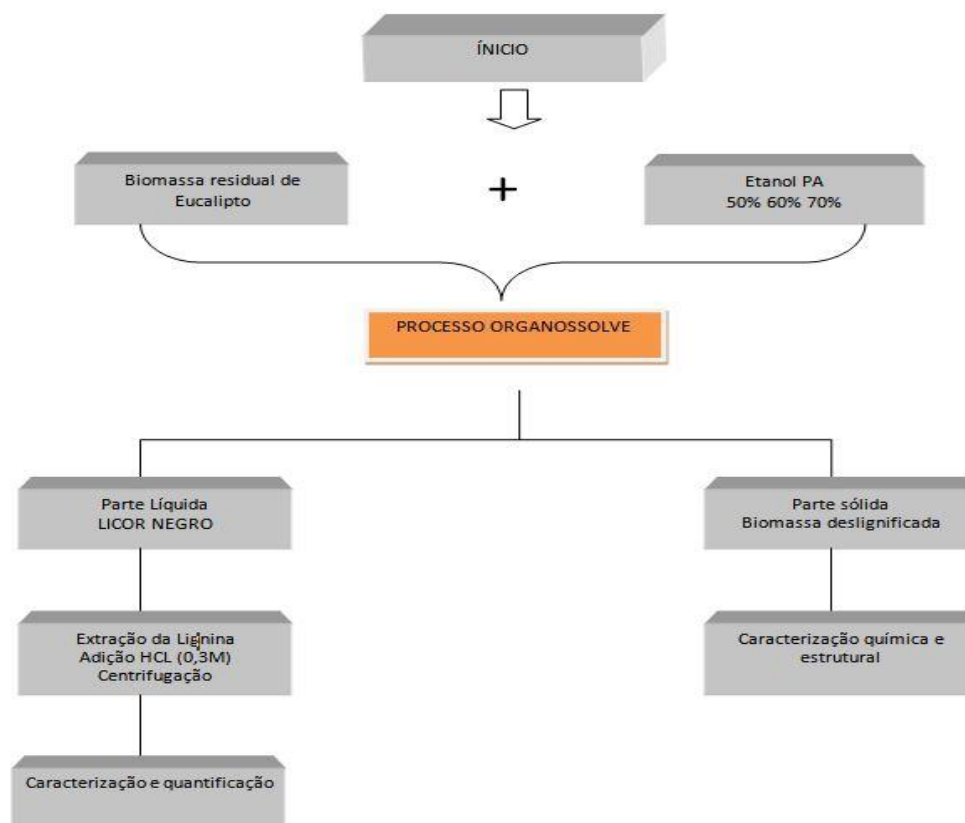 ÍNICIO
Biomassa residual de
Eucalipto
+
Etanol PA
50% 60% 70%
PROCESSO ORGANOSSOLVE
Parte Líquida
LICOR NEGRO
Parte sólida
Biomassa deslignificada
Extração da Lignina
Adição HCL (0,3M)
Centrifugação
Caracterização química e
estrutural
Caracterização e quantificação